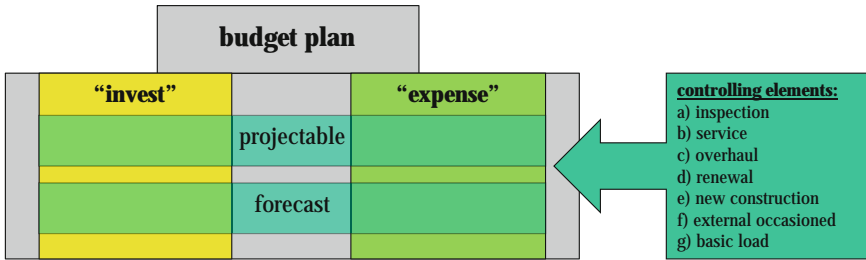 budget plan
“invest”
“expense”
projectable
forecast
controlling elements:
a) inspection
b) service
c) overhaul
d) renewal
e) new construction
f) external occasioned
g) basic load